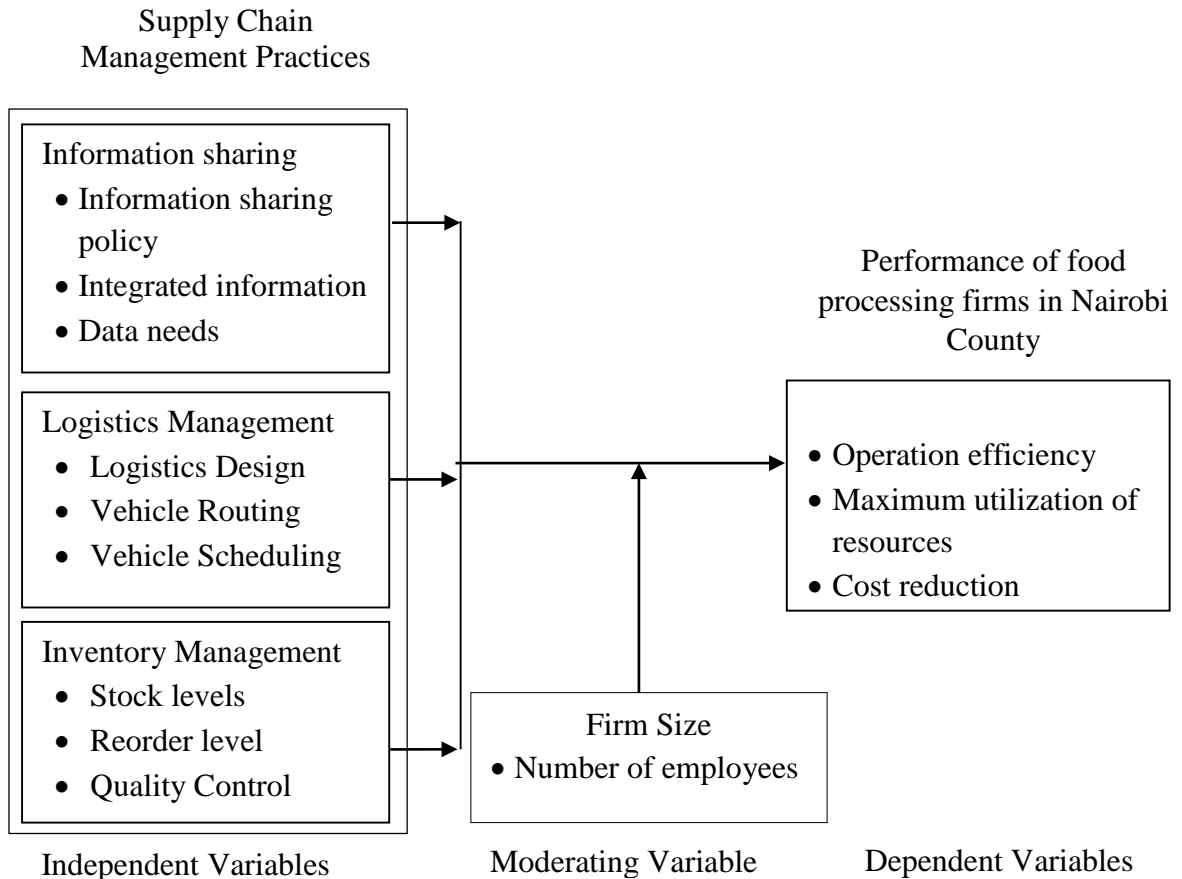 Supply Chain
Management Practices
Information sharing
• Information sharing
policy
• Integrated information
• Data needs
Logistics Management
• Logistics Design
• Vehicle Routing
• Vehicle Scheduling
Inventory Management
• Stock levels
• Reorder level
• Quality Control
Independent Variables
Firm Size
• Number of employees
Moderating Variable
Performance of food
processing firms in Nairobi
County
• Operation efficiency
• Maximum utilization of
resources
• Cost reduction
Dependent Variables